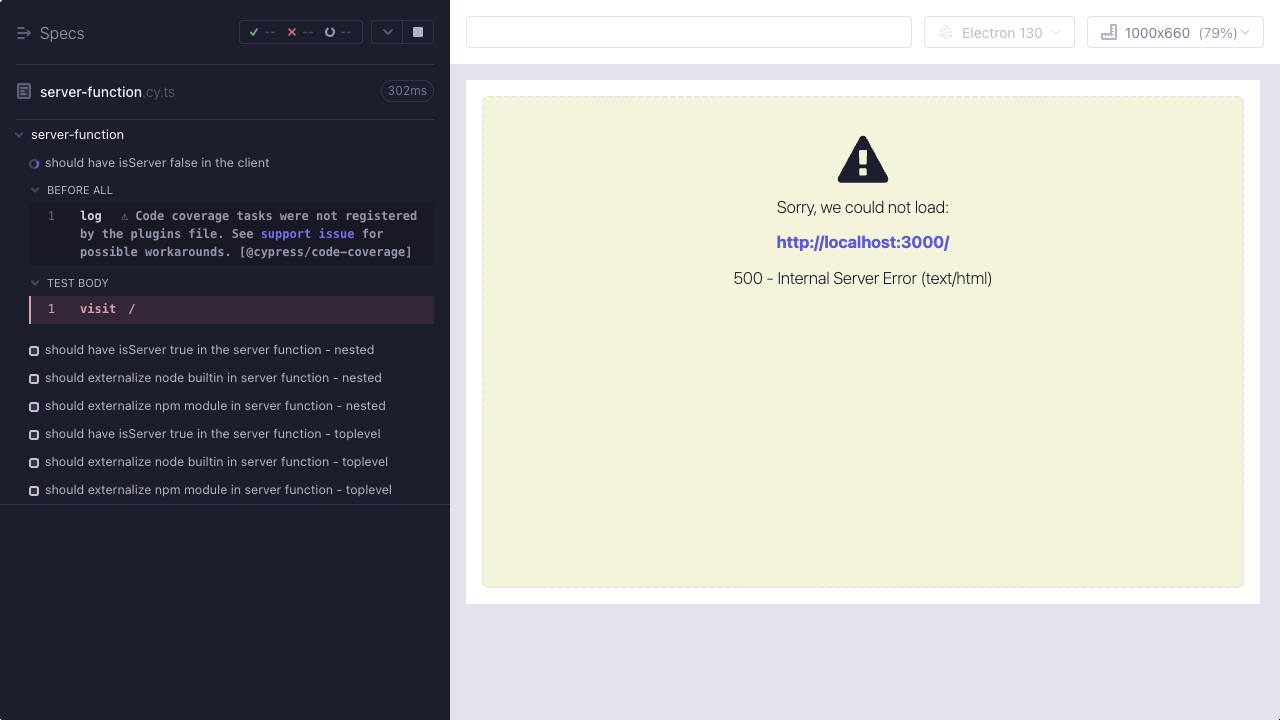 Specs
-- -- --
server-function.cy.ts
302ms
server-function
should have isServer false in the client
BEFORE ALL
1 log ⚠ Code coverage tasks were not registered
by the plugins file. See support issue for
possible workarounds. [@cypress/code-coverage]
TEST BODY
1 visit /
should have isServer true in the server function - nested
should externalize node builtin in server function - nested
should externalize npm module in server function - nested
should have isServer true in the server function - toplevel
should externalize node builtin in server function - toplevel
should externalize npm module in server function - toplevel
Electron 130
1000x660 (79%)
Sorry, we could not load:
http://localhost:3000/
500 - Internal Server Error (text/html)